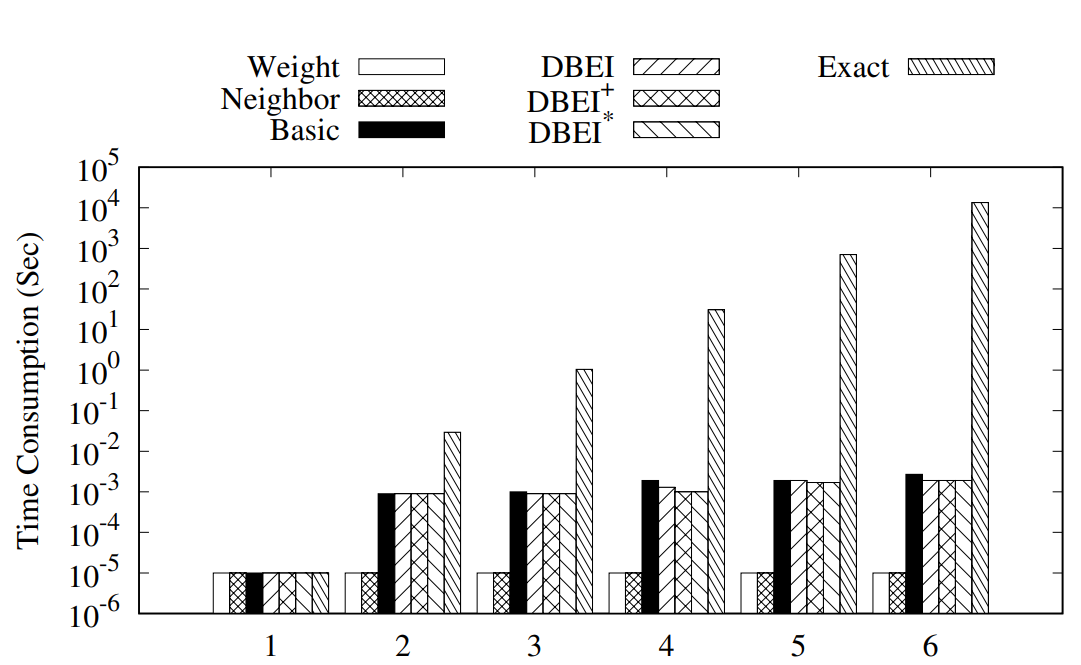 Weight DBEI Exact
Neighbor DBEI+
Basic DBEI*
10^5
10^4
10^3
10^2
10^1
10^0
10^-1
10^-2
10^-3
10^-4
10^-5
10^-6
Time Consumption (Sec)
1 2 3 4 5 6